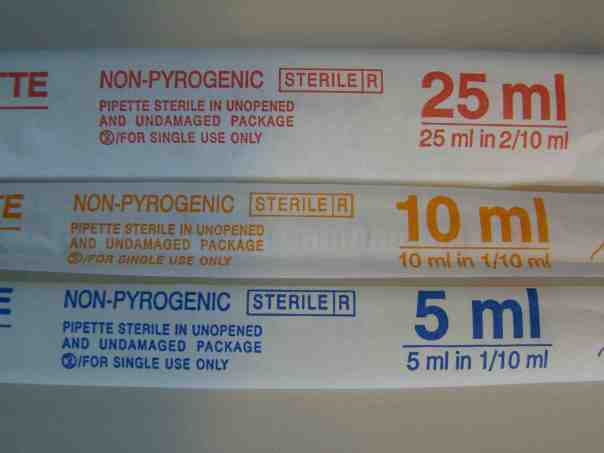 TTE NON-PYROGENIC STERILE R 25 ml
PIPETTE STERILE IN UNOPENED
AND UNDAMAGED PACKAGE
②/FOR SINGLE USE ONLY
25 ml in 2/10 ml
TE NON-PYROGENIC STERILE R 10 ml
PIPETTE STERILE IN UNOPENED
AND UNDAMAGED PACKAGE
②/FOR SINGLE USE ONLY
10 ml in 1/10 ml
E NON-PYROGENIC STERILE R 5 ml
PIPETTE STERILE IN UNOPENED
AND UNDAMAGED PACKAGE
②/FOR SINGLE USE ONLY
5 ml in 1/10 ml